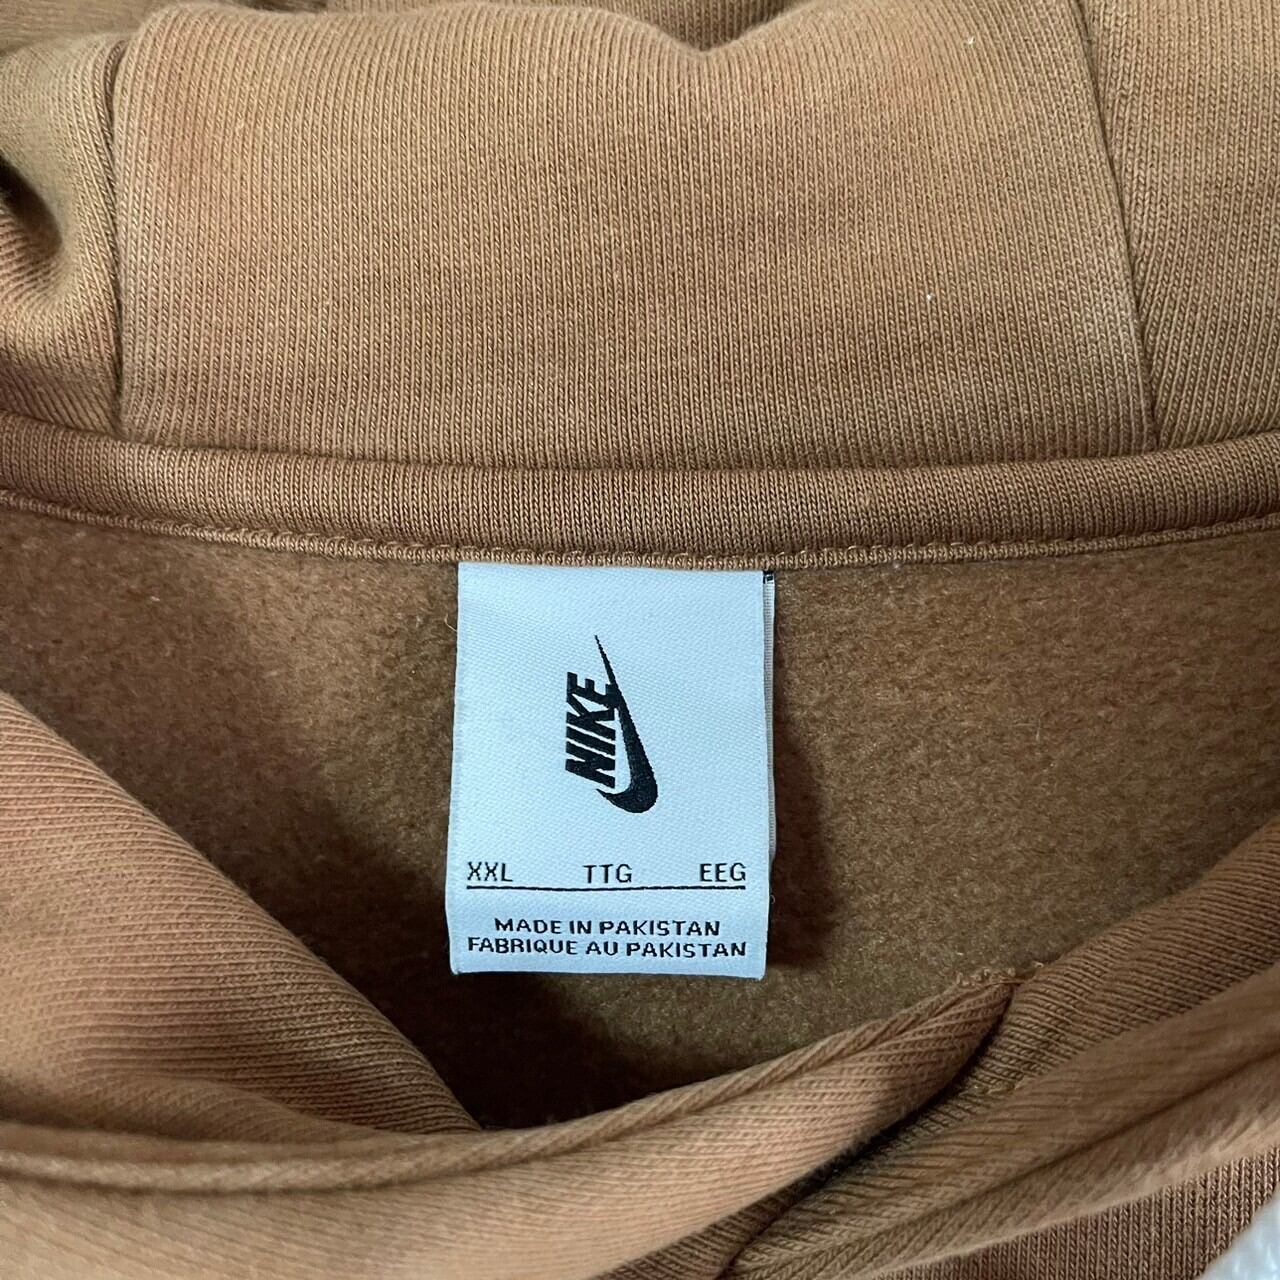 NIKE
XXL TTG EEG
MADE IN PAKISTAN
FABRIQUE AU PAKISTAN